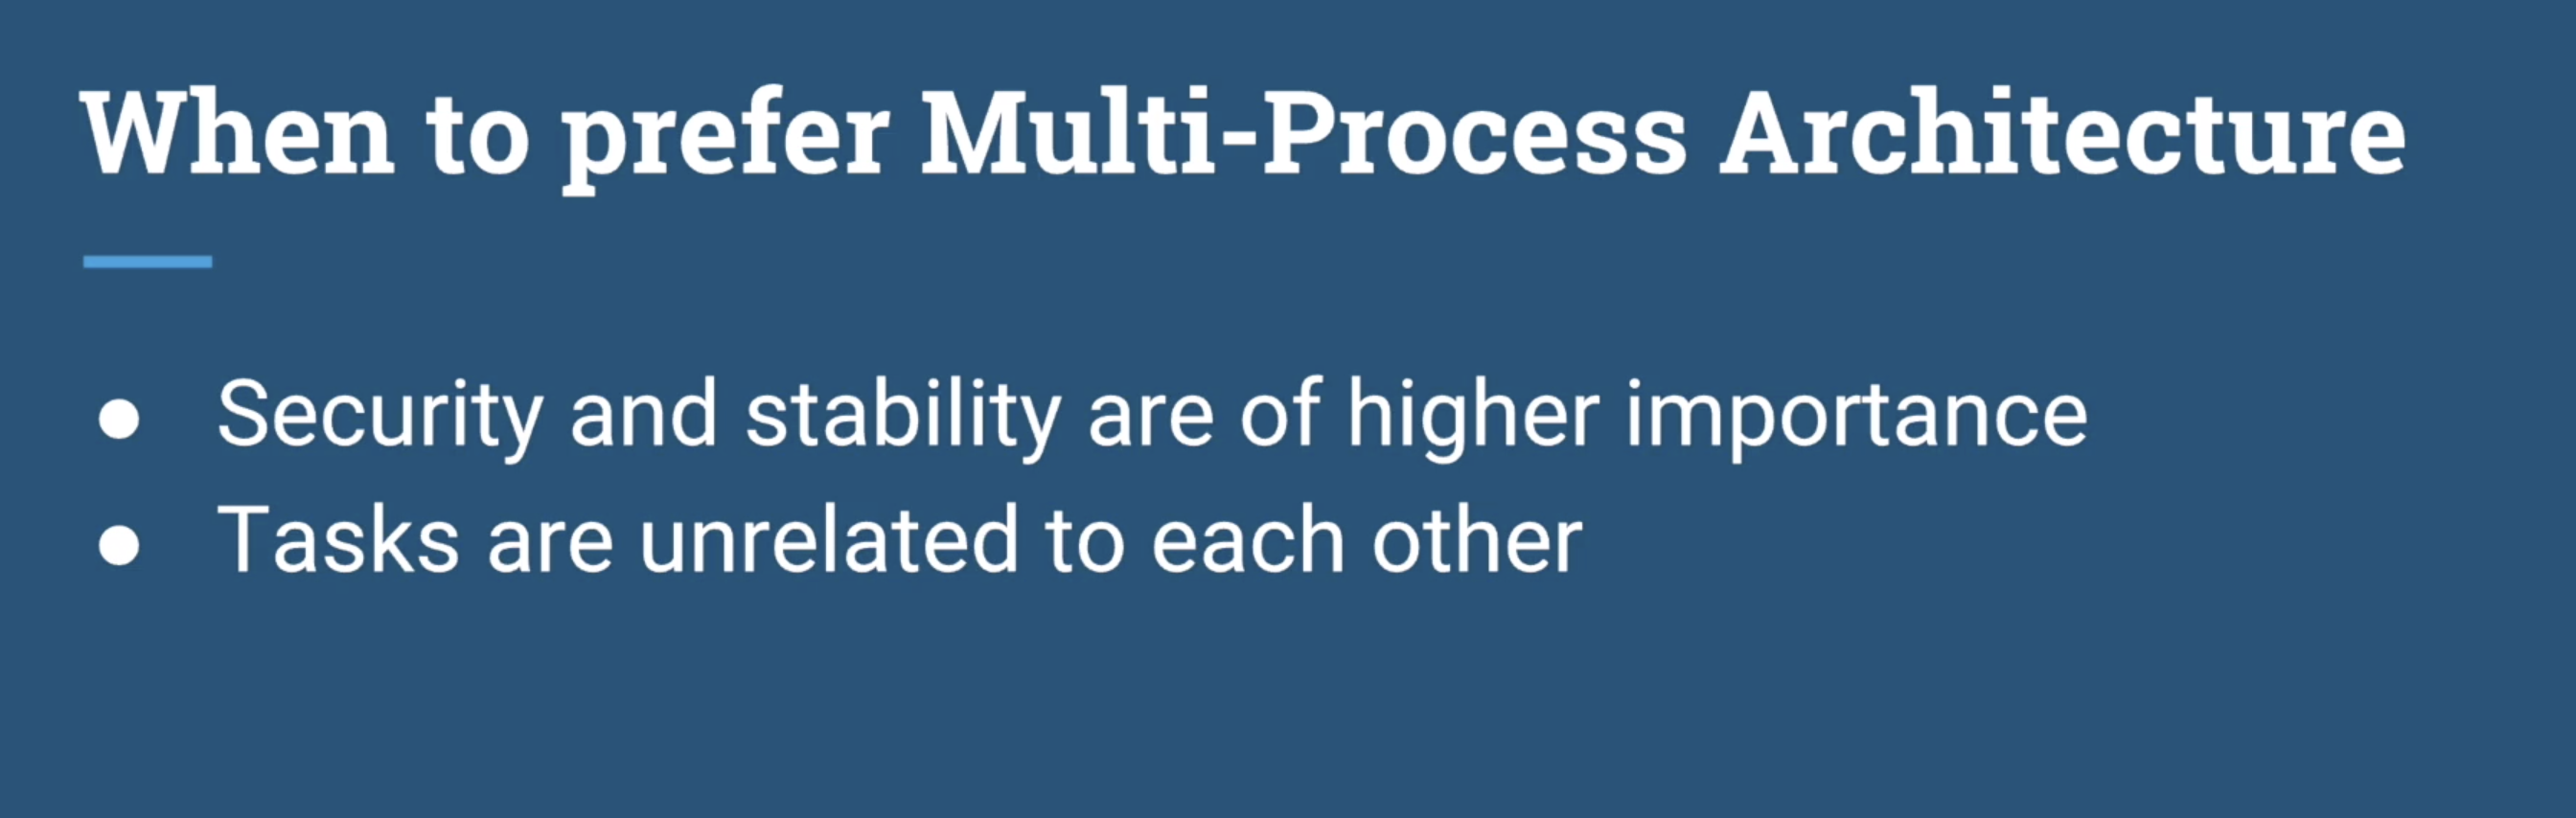 When to prefer Multi-Process Architecture
● Security and stability are of higher importance
● Tasks are unrelated to each other